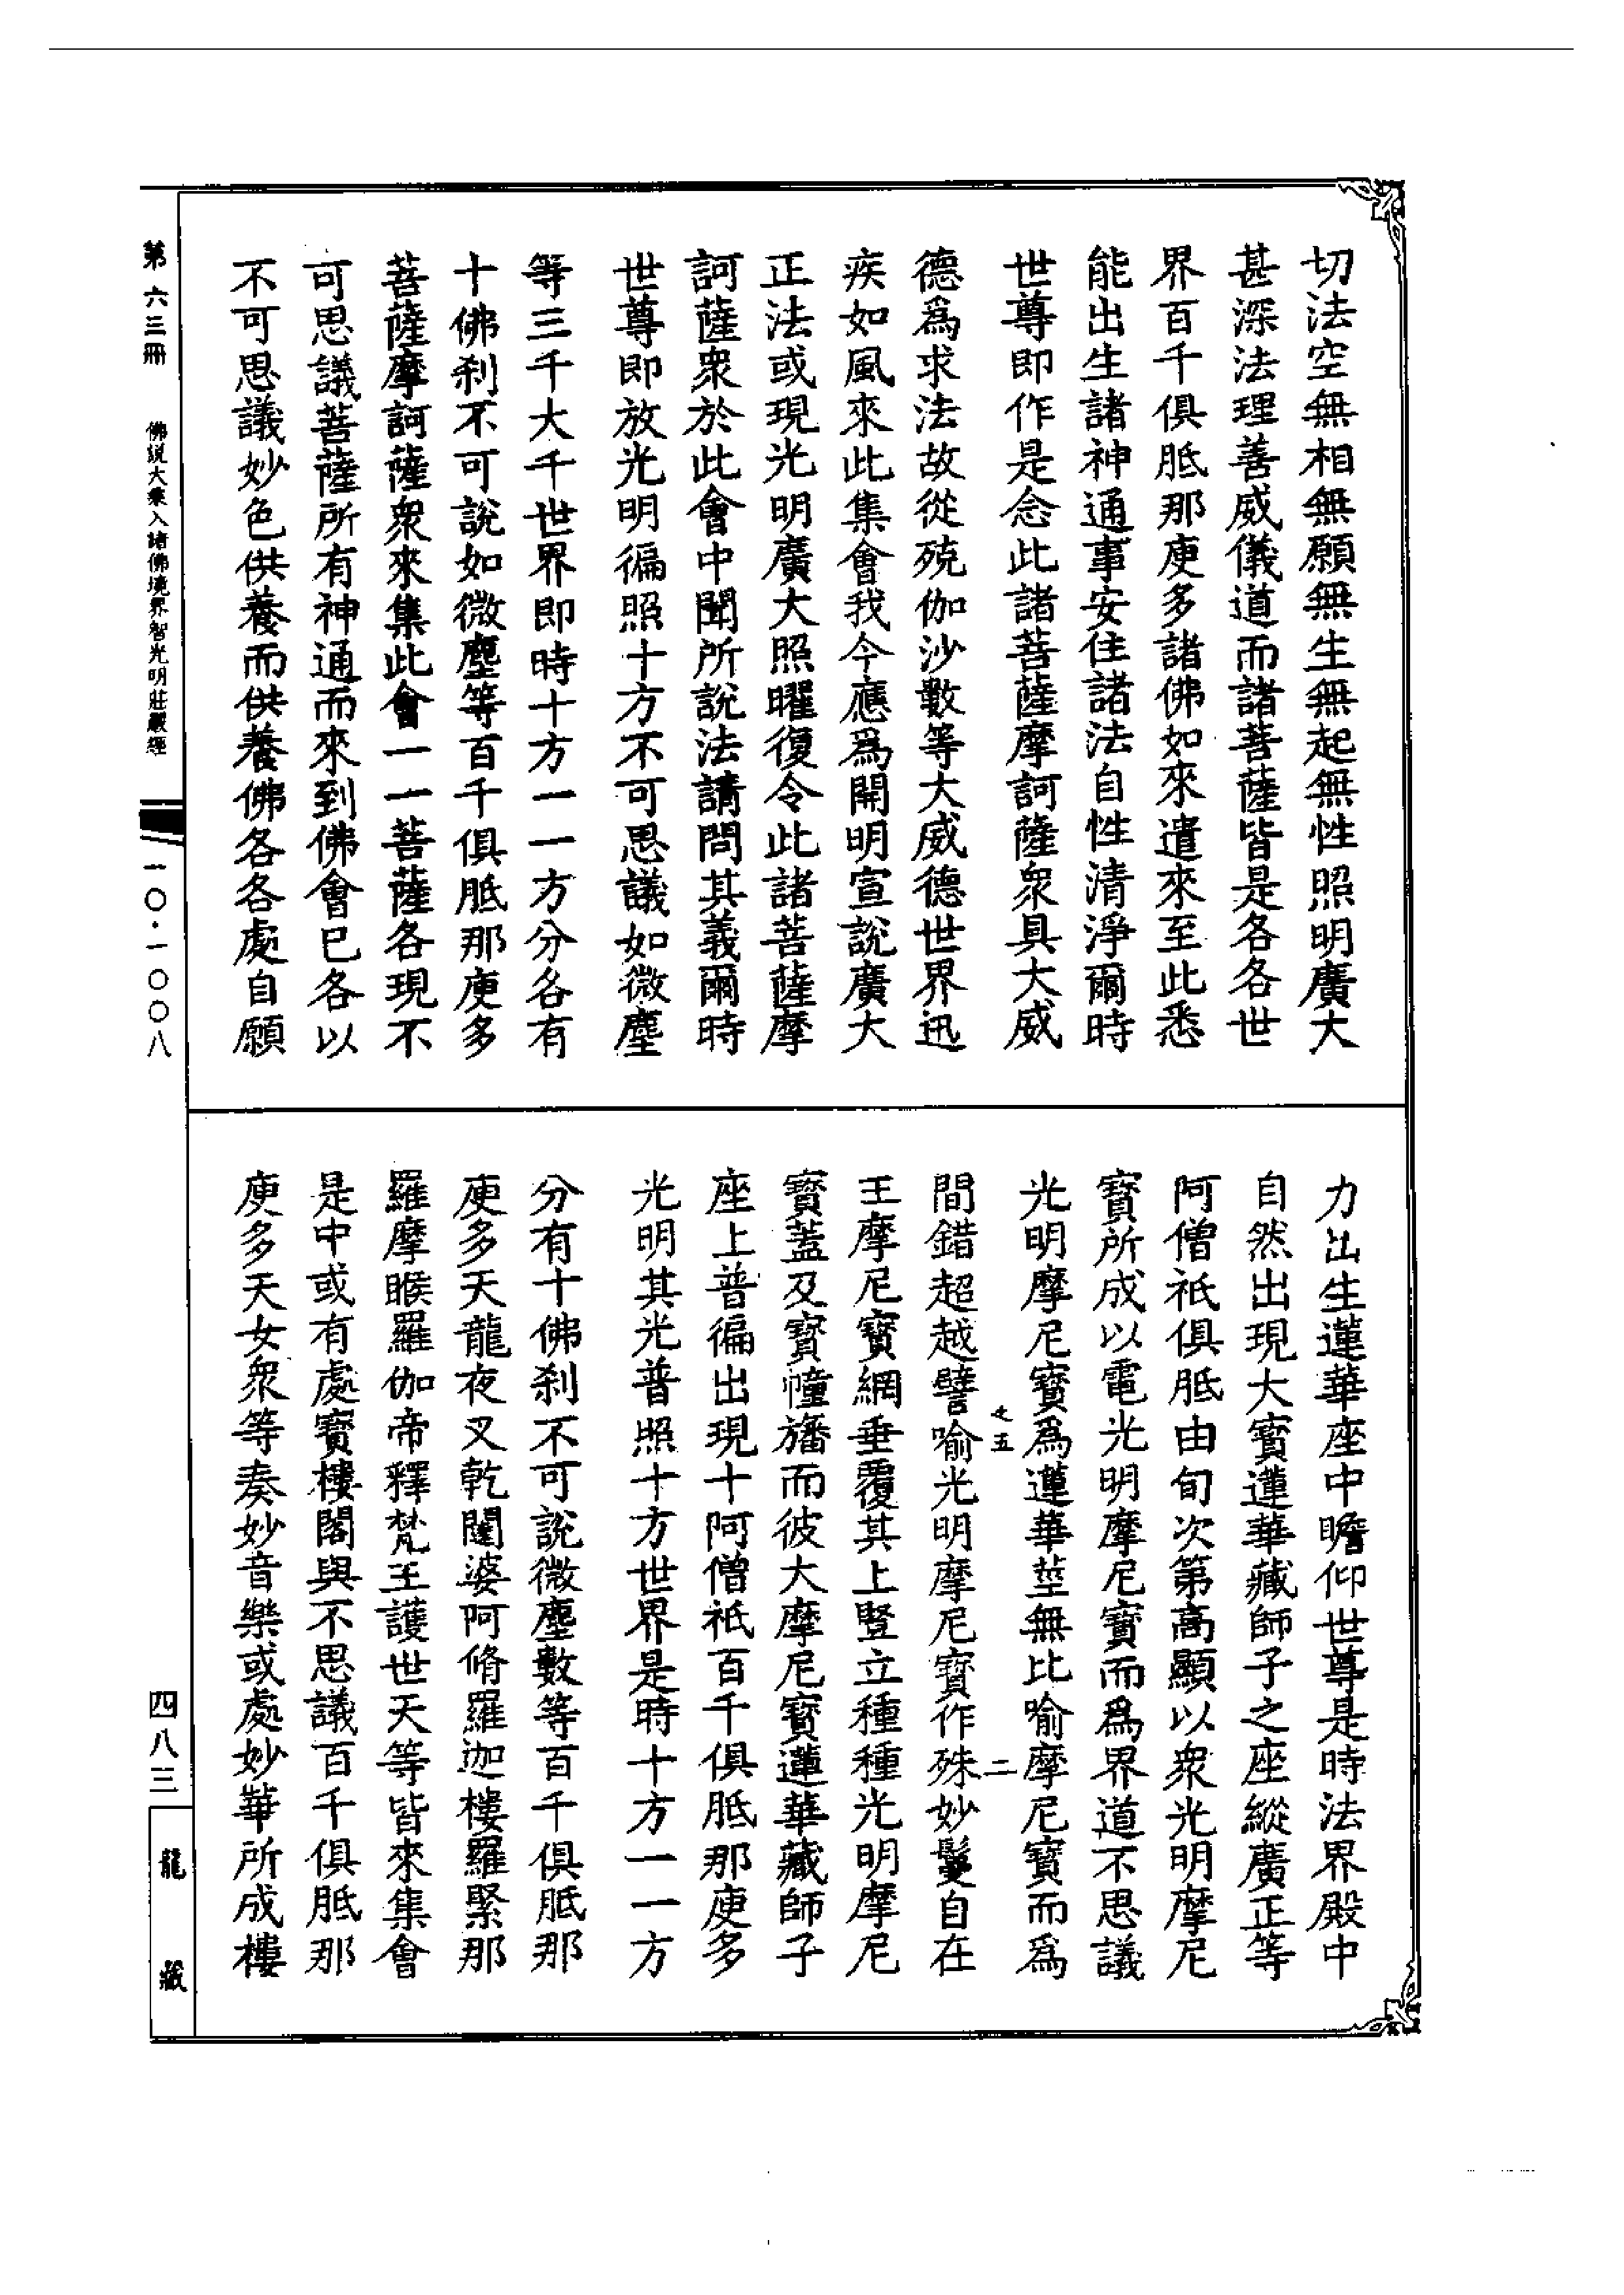 切法空無相無願無生無起無性照明廣大
甚深法理善威儀道而諸菩薩皆是各各世
界百千俱胝那庾多諸佛如來遣來至此悉
能出生諸神通事安住諸法自性清淨爾時
世尊即作是念此諸菩薩摩訶薩衆具大威
德爲求法故從殑伽沙數等大威德世界迅
疾如風來此集會我今應爲開明宣說廣大
正法或現光明廣大照曜復令此諸菩薩摩
訶薩衆於此會中聞所說法請問其義爾時
世尊即放光明徧照十方不可思議如微塵
等三千大千世界即時十方一一方分各有
十佛刹不可說如微塵等百千俱胝那庾多
菩薩摩訶薩衆來集此會一一菩薩各現不
可思議菩薩所有神通而來到佛會已各以
不可思議妙色供養而供養佛各各處自願
力出生蓮華座中瞻仰世尊是時法界殿中
自然出現大寳蓮華藏師子之座縱廣正等
阿僧祇俱胝由旬次第高顯以衆光明摩尼
寳所成以電光明摩尼寳而爲界道不思議
光明摩尼寳爲蓮華莖無比喻摩尼寳而爲
之五 二
間錯超越譬喻光明摩尼寳作殊妙鬘自在
王摩尼寳網垂覆其上豎立種種光明摩尼
寳蓋及寳幢旛而彼大摩尼寳蓮華藏師子
座上普徧出現十阿僧祇百千俱胝那庾多
光明其光普照十方世界是時十方一一方
分有十佛刹不可說微塵數等百千俱胝那
庾多天龍夜叉乾闥婆阿脩羅迦樓羅緊那
羅摩睺羅伽帝釋梵王護世天等皆來集會
是中或有處寳樓閣與不思議百千俱胝那
庾多天女衆等奏妙音樂或處妙華所成樓
第六三冊 佛説大乘入諸佛境界智光明莊嚴經
一〇·一〇〇八
四八三
龍藏